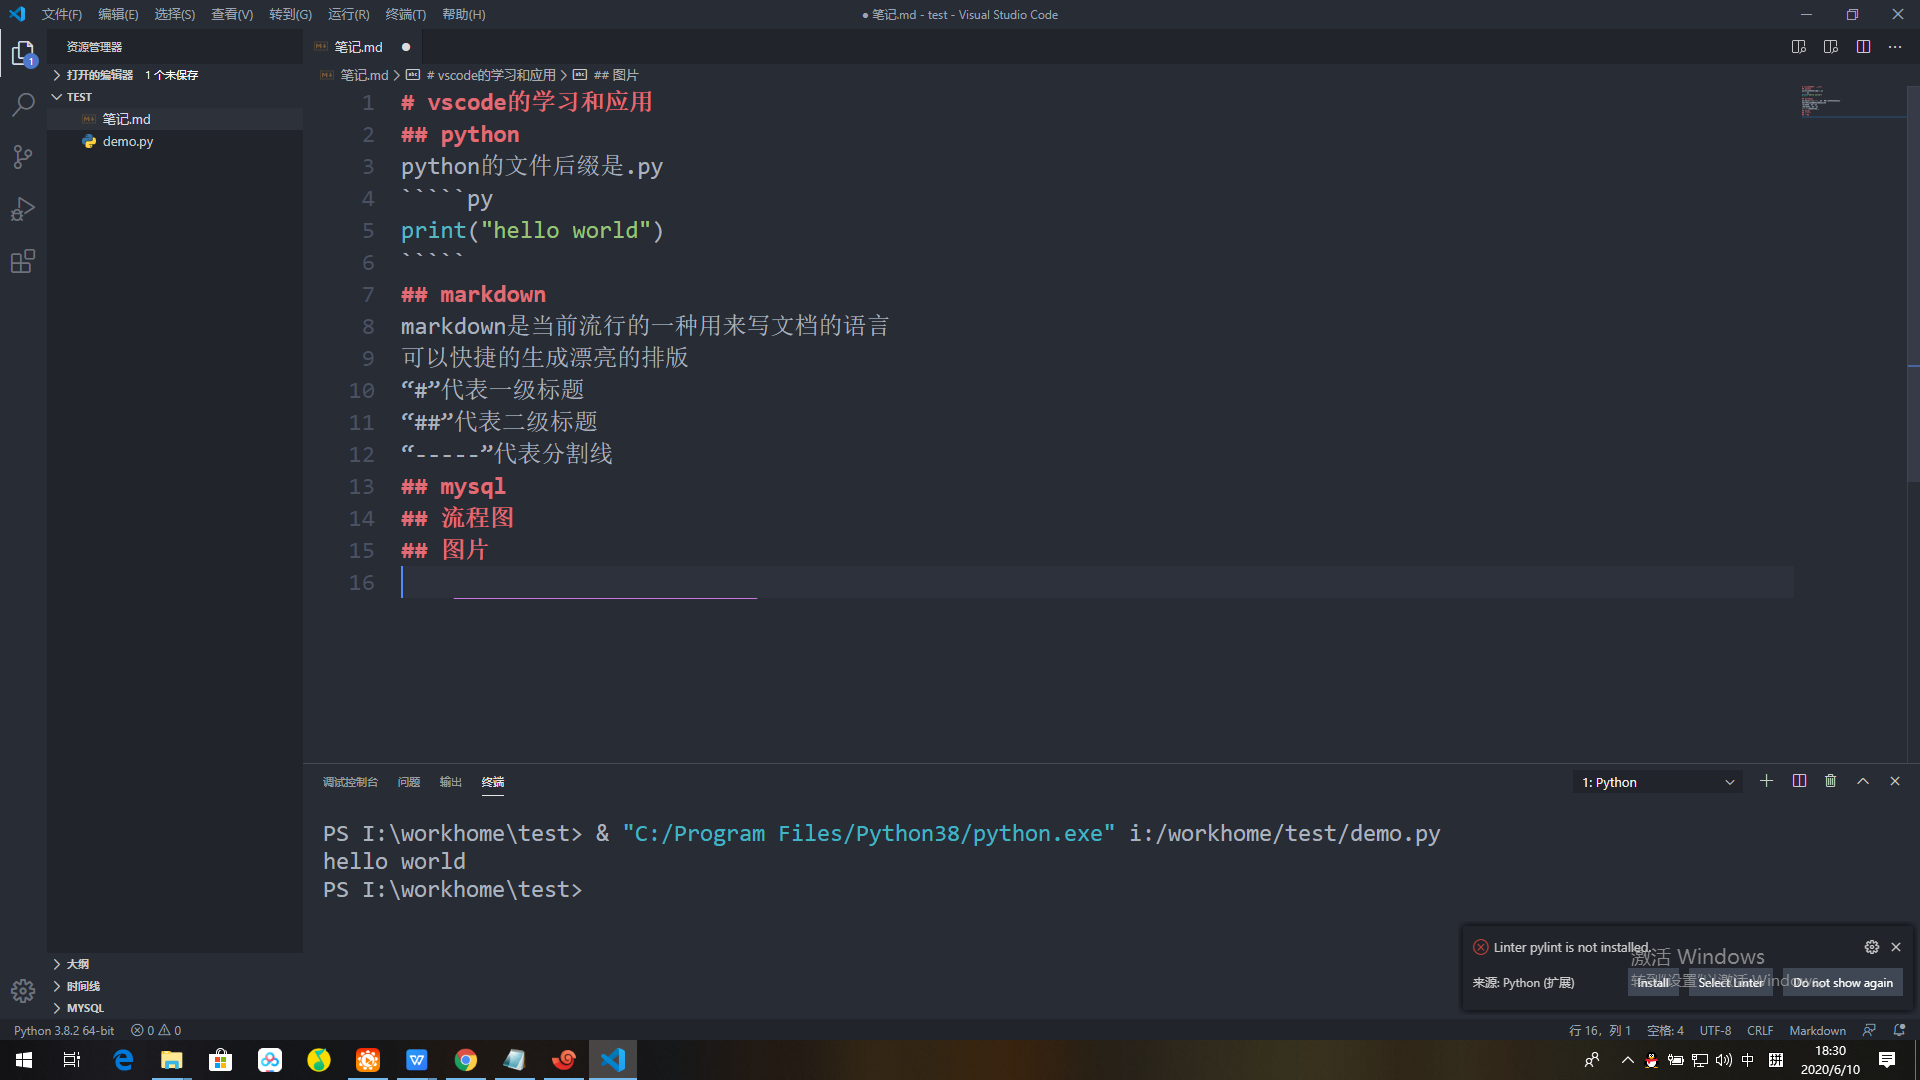 文件(F) 编辑(E) 选择(S) 查看(V) 转到(G) 运行(R) 终端(T) 帮助(H) ● 笔记.md - test - Visual Studio Code
资源管理器
打开的编辑器 1 个未保存
TEST
笔记.md
demo.py
笔记.md ●
笔记.md > # vscode的学习和应用 > ## 图片
1 # vscode的学习和应用
2 ## python
3 python的文件后缀是.py
4 `````py
5 print("hello world")
6 `````
7 ## markdown
8 markdown是当前流行的一种用来写文档的语言
9 可以快捷的生成漂亮的排版
10 “#”代表一级标题
11 “##”代表二级标题
12 “-----”代表分割线
13 ## mysql
14 ## 流程图
15 ## 图片
16
调试控制台 问题 输出 终端 1: Python
PS I:\workhome\test> & "C:/Program Files/Python38/python.exe" i:/workhome/test/demo.py
hello world
PS I:\workhome\test>
Linter pylint is not installed.
来源: Python (扩展) Install Select Linter Do not show again
激活 Windows
转到"设置"以激活 Windows。
大纲
时间线
MYSQL
1
Python 3.8.2 64-bit 0 0 行 16，列 1 空格: 4 UTF-8 CRLF Markdown
中 拼 18:30
2020/6/10